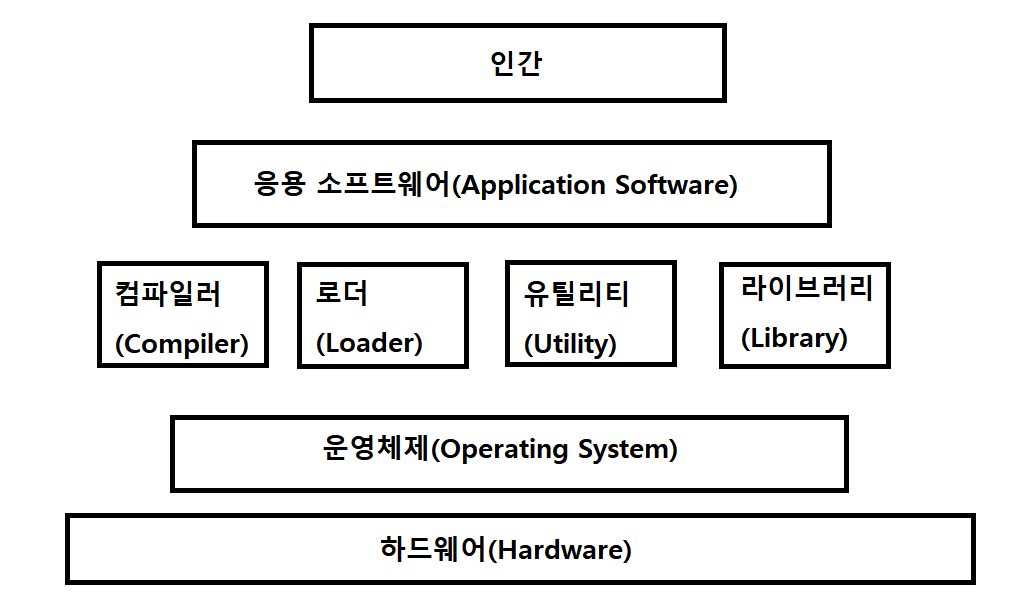 인간
응용 소프트웨어(Application Software)
컴파일러
(Compiler)
로더
(Loader)
유틸리티
(Utility)
라이브러리
(Library)
운영체제(Operating System)
하드웨어(Hardware)